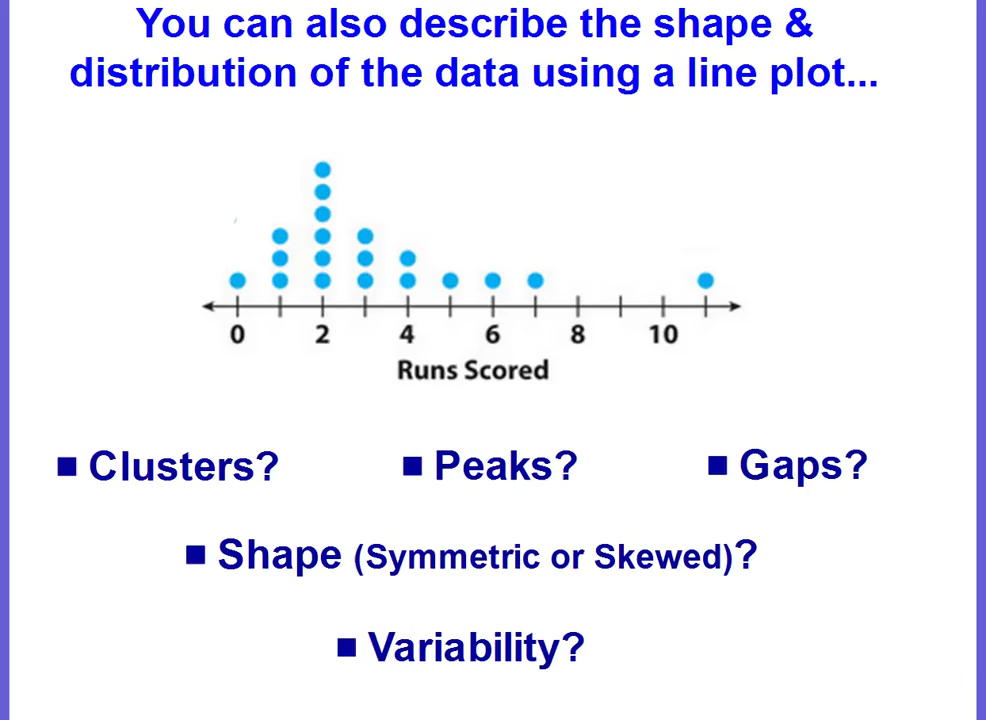 You can also describe the shape &
distribution of the data using a line plot...
0 2 4 6 8 10
Runs Scored
■ Clusters? ■ Peaks? ■ Gaps?
■ Shape (Symmetric or Skewed)?
■ Variability?